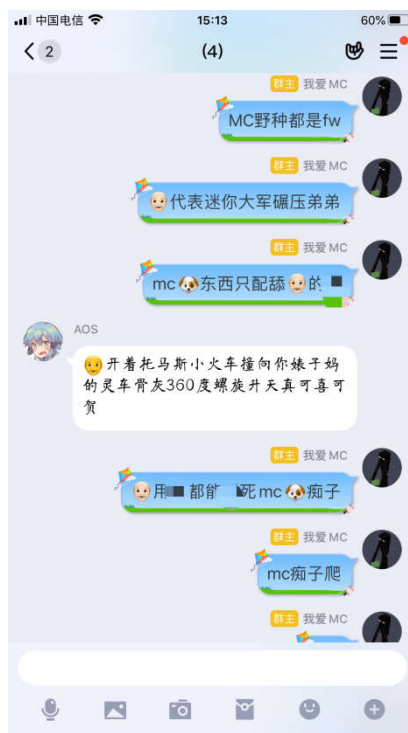 中国电信 15:13 60%
2 (4)
群主 我爱MC
MC野种都是fw
群主 我爱MC
👴🏻代表迷你大军碾压弟弟
群主 我爱MC
mc🐶东西只配舔👴🏻的
AOS
👴开着托马斯小火车撞向你婊子妈
的灵车骨灰360度螺旋升天真可喜可
贺
群主 我爱MC
👴🏻用 都能 死mc🐶痴子
群主 我爱MC
mc痴子爬
群主 我爱MC